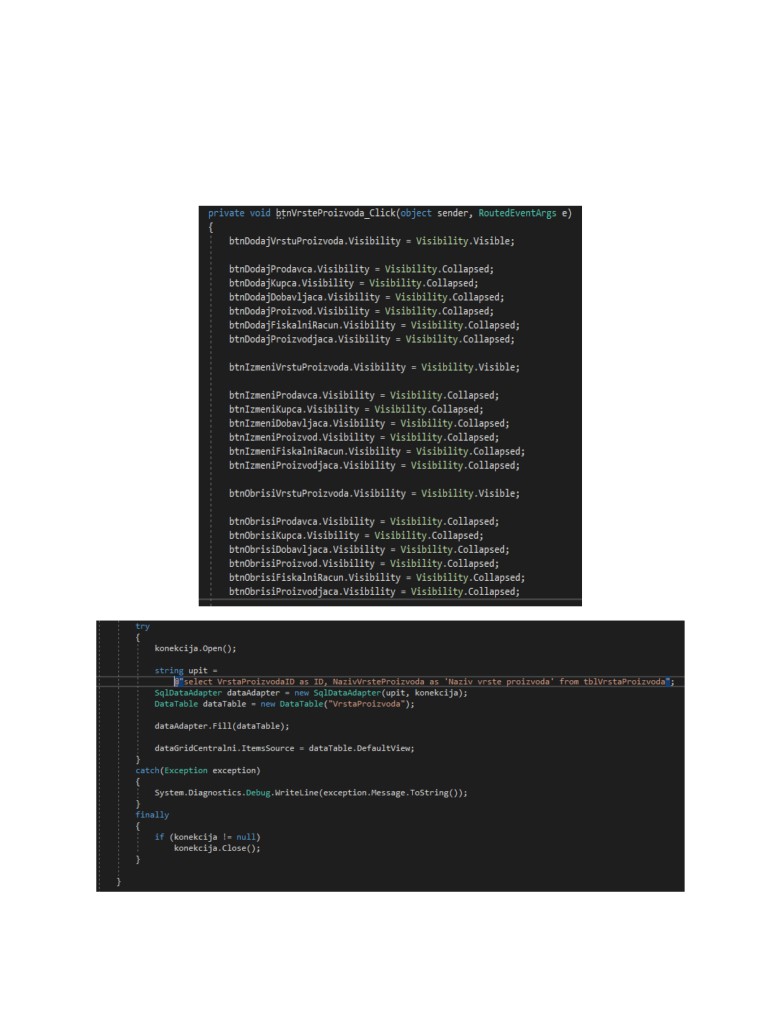 private void btnVrsteProizvoda_Click(object sender, RoutedEventArgs e)
{
btnDodajVrstuProizvoda.Visibility = Visibility.Visible;
btnDodajProdavca.Visibility = Visibility.Collapsed;
btnDodajKupca.Visibility = Visibility.Collapsed;
btnDodajDobavljaca.Visibility = Visibility.Collapsed;
btnDodajProizvod.Visibility = Visibility.Collapsed;
btnDodajFiskalniRacun.Visibility = Visibility.Collapsed;
btnDodajProizvodjaca.Visibility = Visibility.Collapsed;
btnIzmeniVrstuProizvoda.Visibility = Visibility.Visible;
btnIzmeniProdavca.Visibility = Visibility.Collapsed;
btnIzmeniKupca.Visibility = Visibility.Collapsed;
btnIzmeniDobavljaca.Visibility = Visibility.Collapsed;
btnIzmeniProizvod.Visibility = Visibility.Collapsed;
btnIzmeniFiskalniRacun.Visibility = Visibility.Collapsed;
btnIzmeniProizvodjaca.Visibility = Visibility.Collapsed;
btnObrisiVrstuProizvoda.Visibility = Visibility.Visible;
btnObrisiProdavca.Visibility = Visibility.Collapsed;
btnObrisiKupca.Visibility = Visibility.Collapsed;
btnObrisiDobavljaca.Visibility = Visibility.Collapsed;
btnObrisiProizvod.Visibility = Visibility.Collapsed;
btnObrisiFiskalniRacun.Visibility = Visibility.Collapsed;
btnObrisiProizvodjaca.Visibility = Visibility.Collapsed;
try
{
konekcija.Open();
string upit =
@"select VrstaProizvodaID as ID, NazivVrsteProizvoda as 'Naziv vrste proizvoda' from tblVrstaProizvoda";
SqlDataAdapter dataAdapter = new SqlDataAdapter(upit, konekcija);
DataTable dataTable = new DataTable("VrstaProizvoda");
dataAdapter.Fill(dataTable);
dataGridCentralni.ItemsSource = dataTable.DefaultView;
}
catch(Exception exception)
{
System.Diagnostics.Debug.WriteLine(exception.Message.ToString());
}
finally
{
if (konekcija != null)
konekcija.Close();
}
}